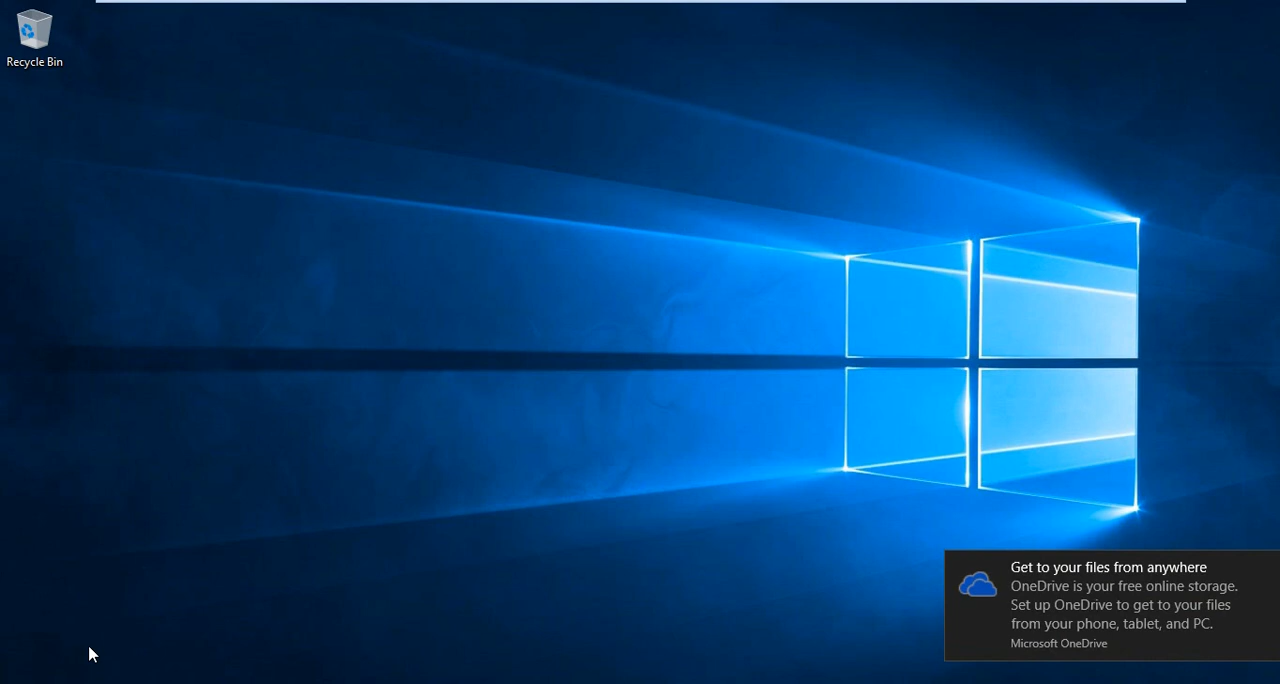 Recycle Bin
Get to your files from anywhere
OneDrive is your free online storage.
Set up OneDrive to get to your files
from your phone, tablet, and PC.
Microsoft OneDrive